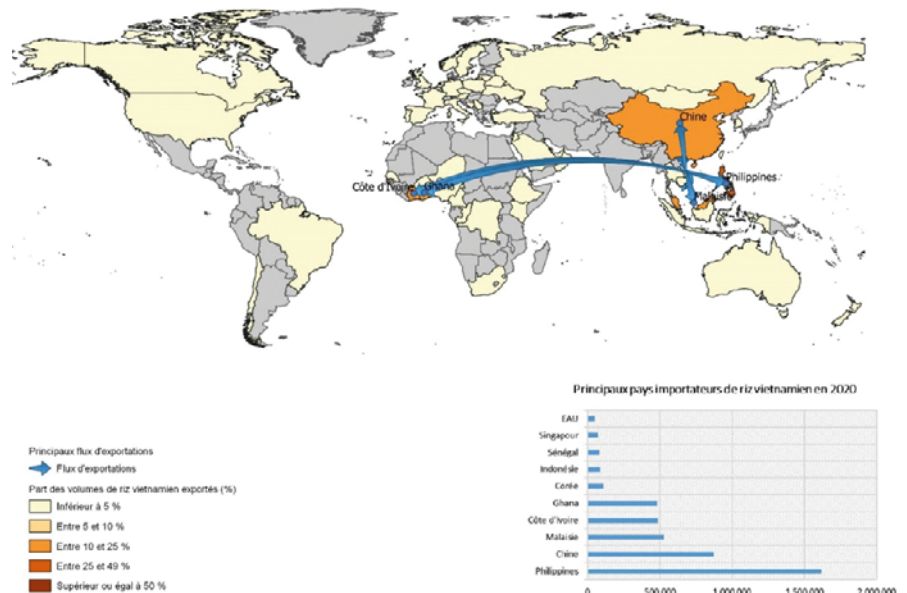 Chine
Côte d'Ivoire
Ghana
Philippines
Malaisie
Principaux pays importateurs de riz vietnamien en 2020
EAU
Singapour
Sénégal
Indonésie
Corée
Ghana
Côte d'Ivoire
Malaisie
Chine
Philippines
0 500 000 1 000 000 1 500 000 2 000 000
Principaux flux d'exportations
Flux d'exportations
Part des volumes de riz vietnamien exportés (%)
Inférieur à 5 %
Entre 5 et 10 %
Entre 10 et 25 %
Entre 25 et 49 %
Supérieur ou égal à 50 %